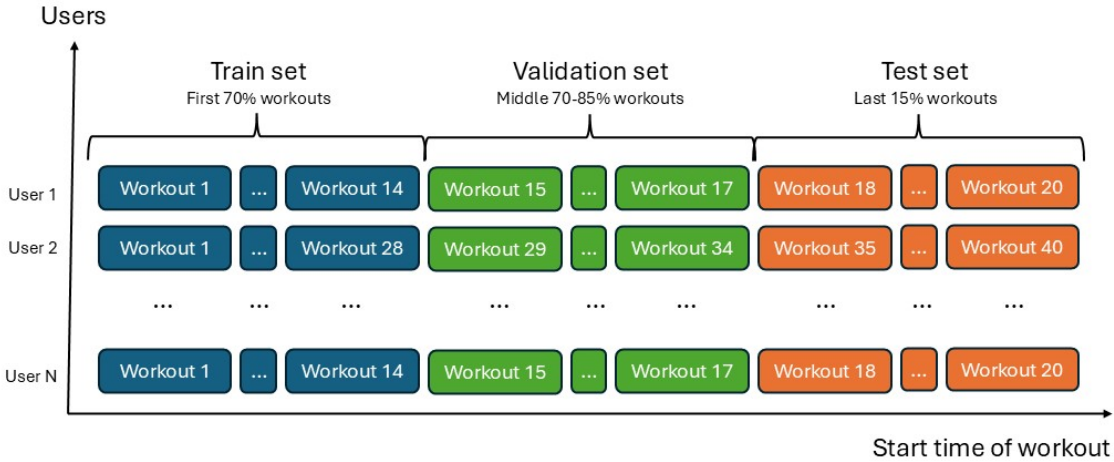 Users
Train set Validation set Test set
First 70% workouts Middle 70-85% workouts Last 15% workouts
User 1 Workout 1 ... Workout 14 Workout 15 ... Workout 17 Workout 18 ... Workout 20
User 2 Workout 1 ... Workout 28 Workout 29 ... Workout 34 Workout 35 ... Workout 40
... ... ... ... ... ... ... ... ...
User N Workout 1 ... Workout 14 Workout 15 ... Workout 17 Workout 18 ... Workout 20
Start time of workout